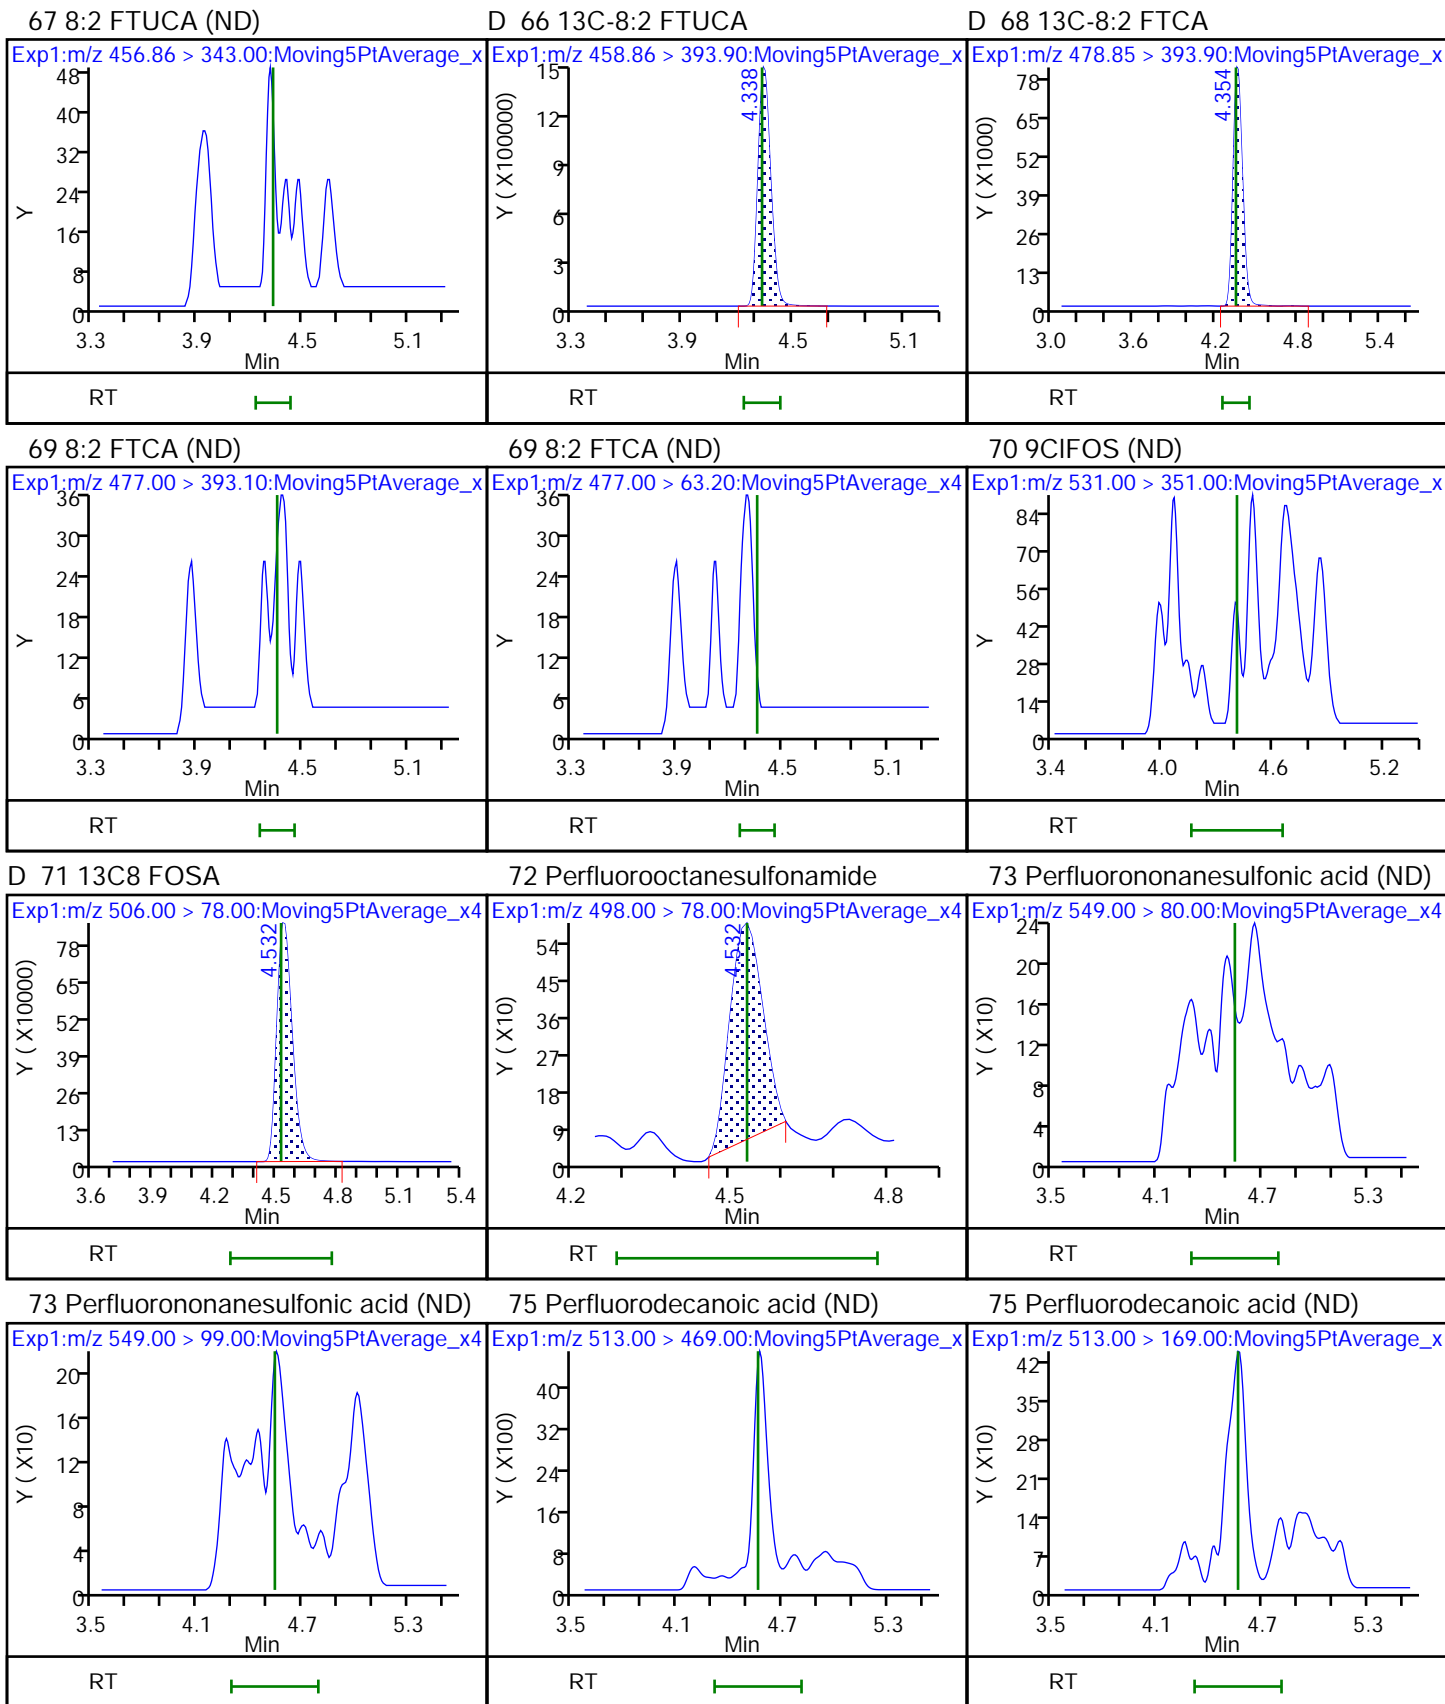 67 8:2 FTUCA (ND)
Exp1:m/z 456.86 > 343.00:Moving5PtAverage_x
Y
48
40
32
24
16
8
0
3.3 3.9 4.5 5.1
Min
RT
D 66 13C-8:2 FTUCA
Exp1:m/z 458.86 > 393.90:Moving5PtAverage_x
Y ( X100000)
15
12
9
6
3
0
4.338
3.3 3.9 4.5 5.1
Min
RT
D 68 13C-8:2 FTCA
Exp1:m/z 478.85 > 393.90:Moving5PtAverage_x
Y ( X1000)
78
65
52
39
26
13
0
4.354
3.0 3.6 4.2 4.8 5.4
Min
RT
69 8:2 FTCA (ND)
Exp1:m/z 477.00 > 393.10:Moving5PtAverage_x
Y
36
30
24
18
12
6
0
3.3 3.9 4.5 5.1
Min
RT
69 8:2 FTCA (ND)
Exp1:m/z 477.00 > 63.20:Moving5PtAverage_x4
Y
36
30
24
18
12
6
0
3.3 3.9 4.5 5.1
Min
RT
70 9ClFOS (ND)
Exp1:m/z 531.00 > 351.00:Moving5PtAverage_x
Y
84
70
56
42
28
14
0
3.4 4.0 4.6 5.2
Min
RT
D 71 13C8 FOSA
Exp1:m/z 506.00 > 78.00:Moving5PtAverage_x4
Y ( X10000)
78
65
52
39
26
13
0
4.532
3.6 3.9 4.2 4.5 4.8 5.1 5.4
Min
RT
72 Perfluorooctanesulfonamide
Exp1:m/z 498.00 > 78.00:Moving5PtAverage_x4
Y ( X10)
54
45
36
27
18
9
0
4.532
4.2 4.5 4.8
Min
RT
73 Perfluorononanesulfonic acid (ND)
Exp1:m/z 549.00 > 80.00:Moving5PtAverage_x4
Y ( X10)
24
20
16
12
8
4
0
3.5 4.1 4.7 5.3
Min
RT
73 Perfluorononanesulfonic acid (ND)
Exp1:m/z 549.00 > 99.00:Moving5PtAverage_x4
Y ( X10)
20
16
12
8
4
0
3.5 4.1 4.7 5.3
Min
RT
75 Perfluorodecanoic acid (ND)
Exp1:m/z 513.00 > 469.00:Moving5PtAverage_x
Y ( X100)
40
32
24
16
8
0
3.5 4.1 4.7 5.3
Min
RT
75 Perfluorodecanoic acid (ND)
Exp1:m/z 513.00 > 169.00:Moving5PtAverage_x
Y ( X10)
42
35
28
21
14
7
0
3.5 4.1 4.7 5.3
Min
RT